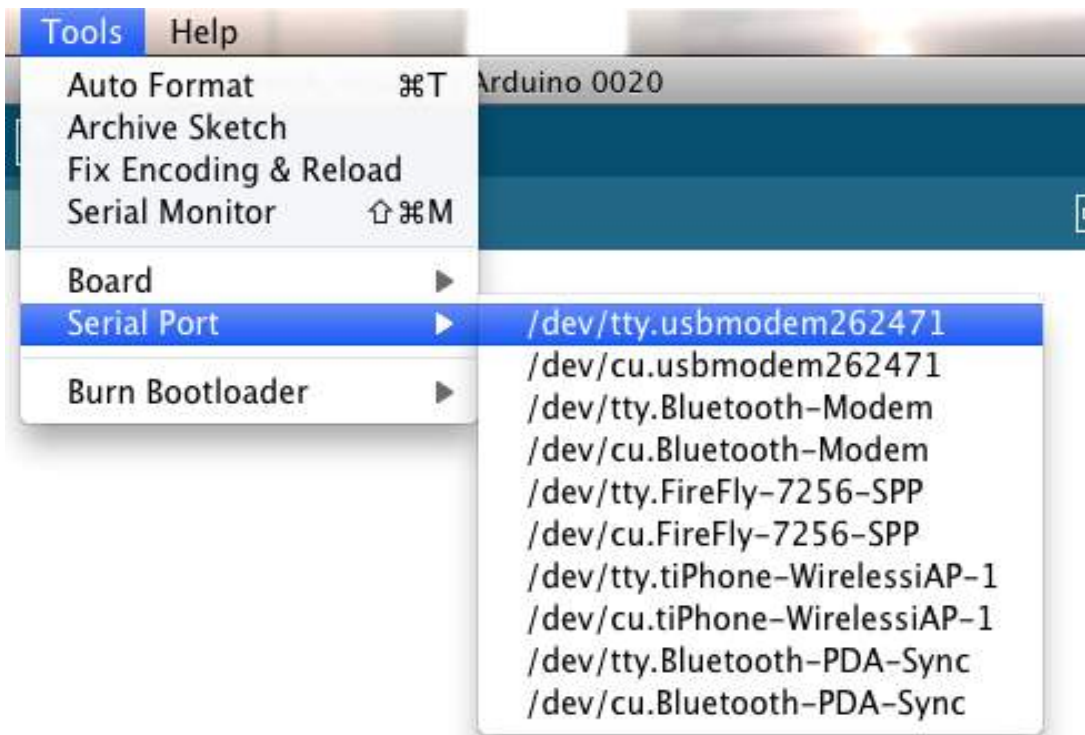 Tools Help
Auto Format ⌘T
Arduino 0020
Archive Sketch
Fix Encoding & Reload
Serial Monitor ⇧⌘M
Board
Serial Port
/dev/tty.usbmodem262471
/dev/cu.usbmodem262471
Burn Bootloader
/dev/tty.Bluetooth-Modem
/dev/cu.Bluetooth-Modem
/dev/tty.FireFly-7256-SPP
/dev/cu.FireFly-7256-SPP
/dev/tty.tiPhone-WirelessiAP-1
/dev/cu.tiPhone-WirelessiAP-1
/dev/tty.Bluetooth-PDA-Sync
/dev/cu.Bluetooth-PDA-Sync